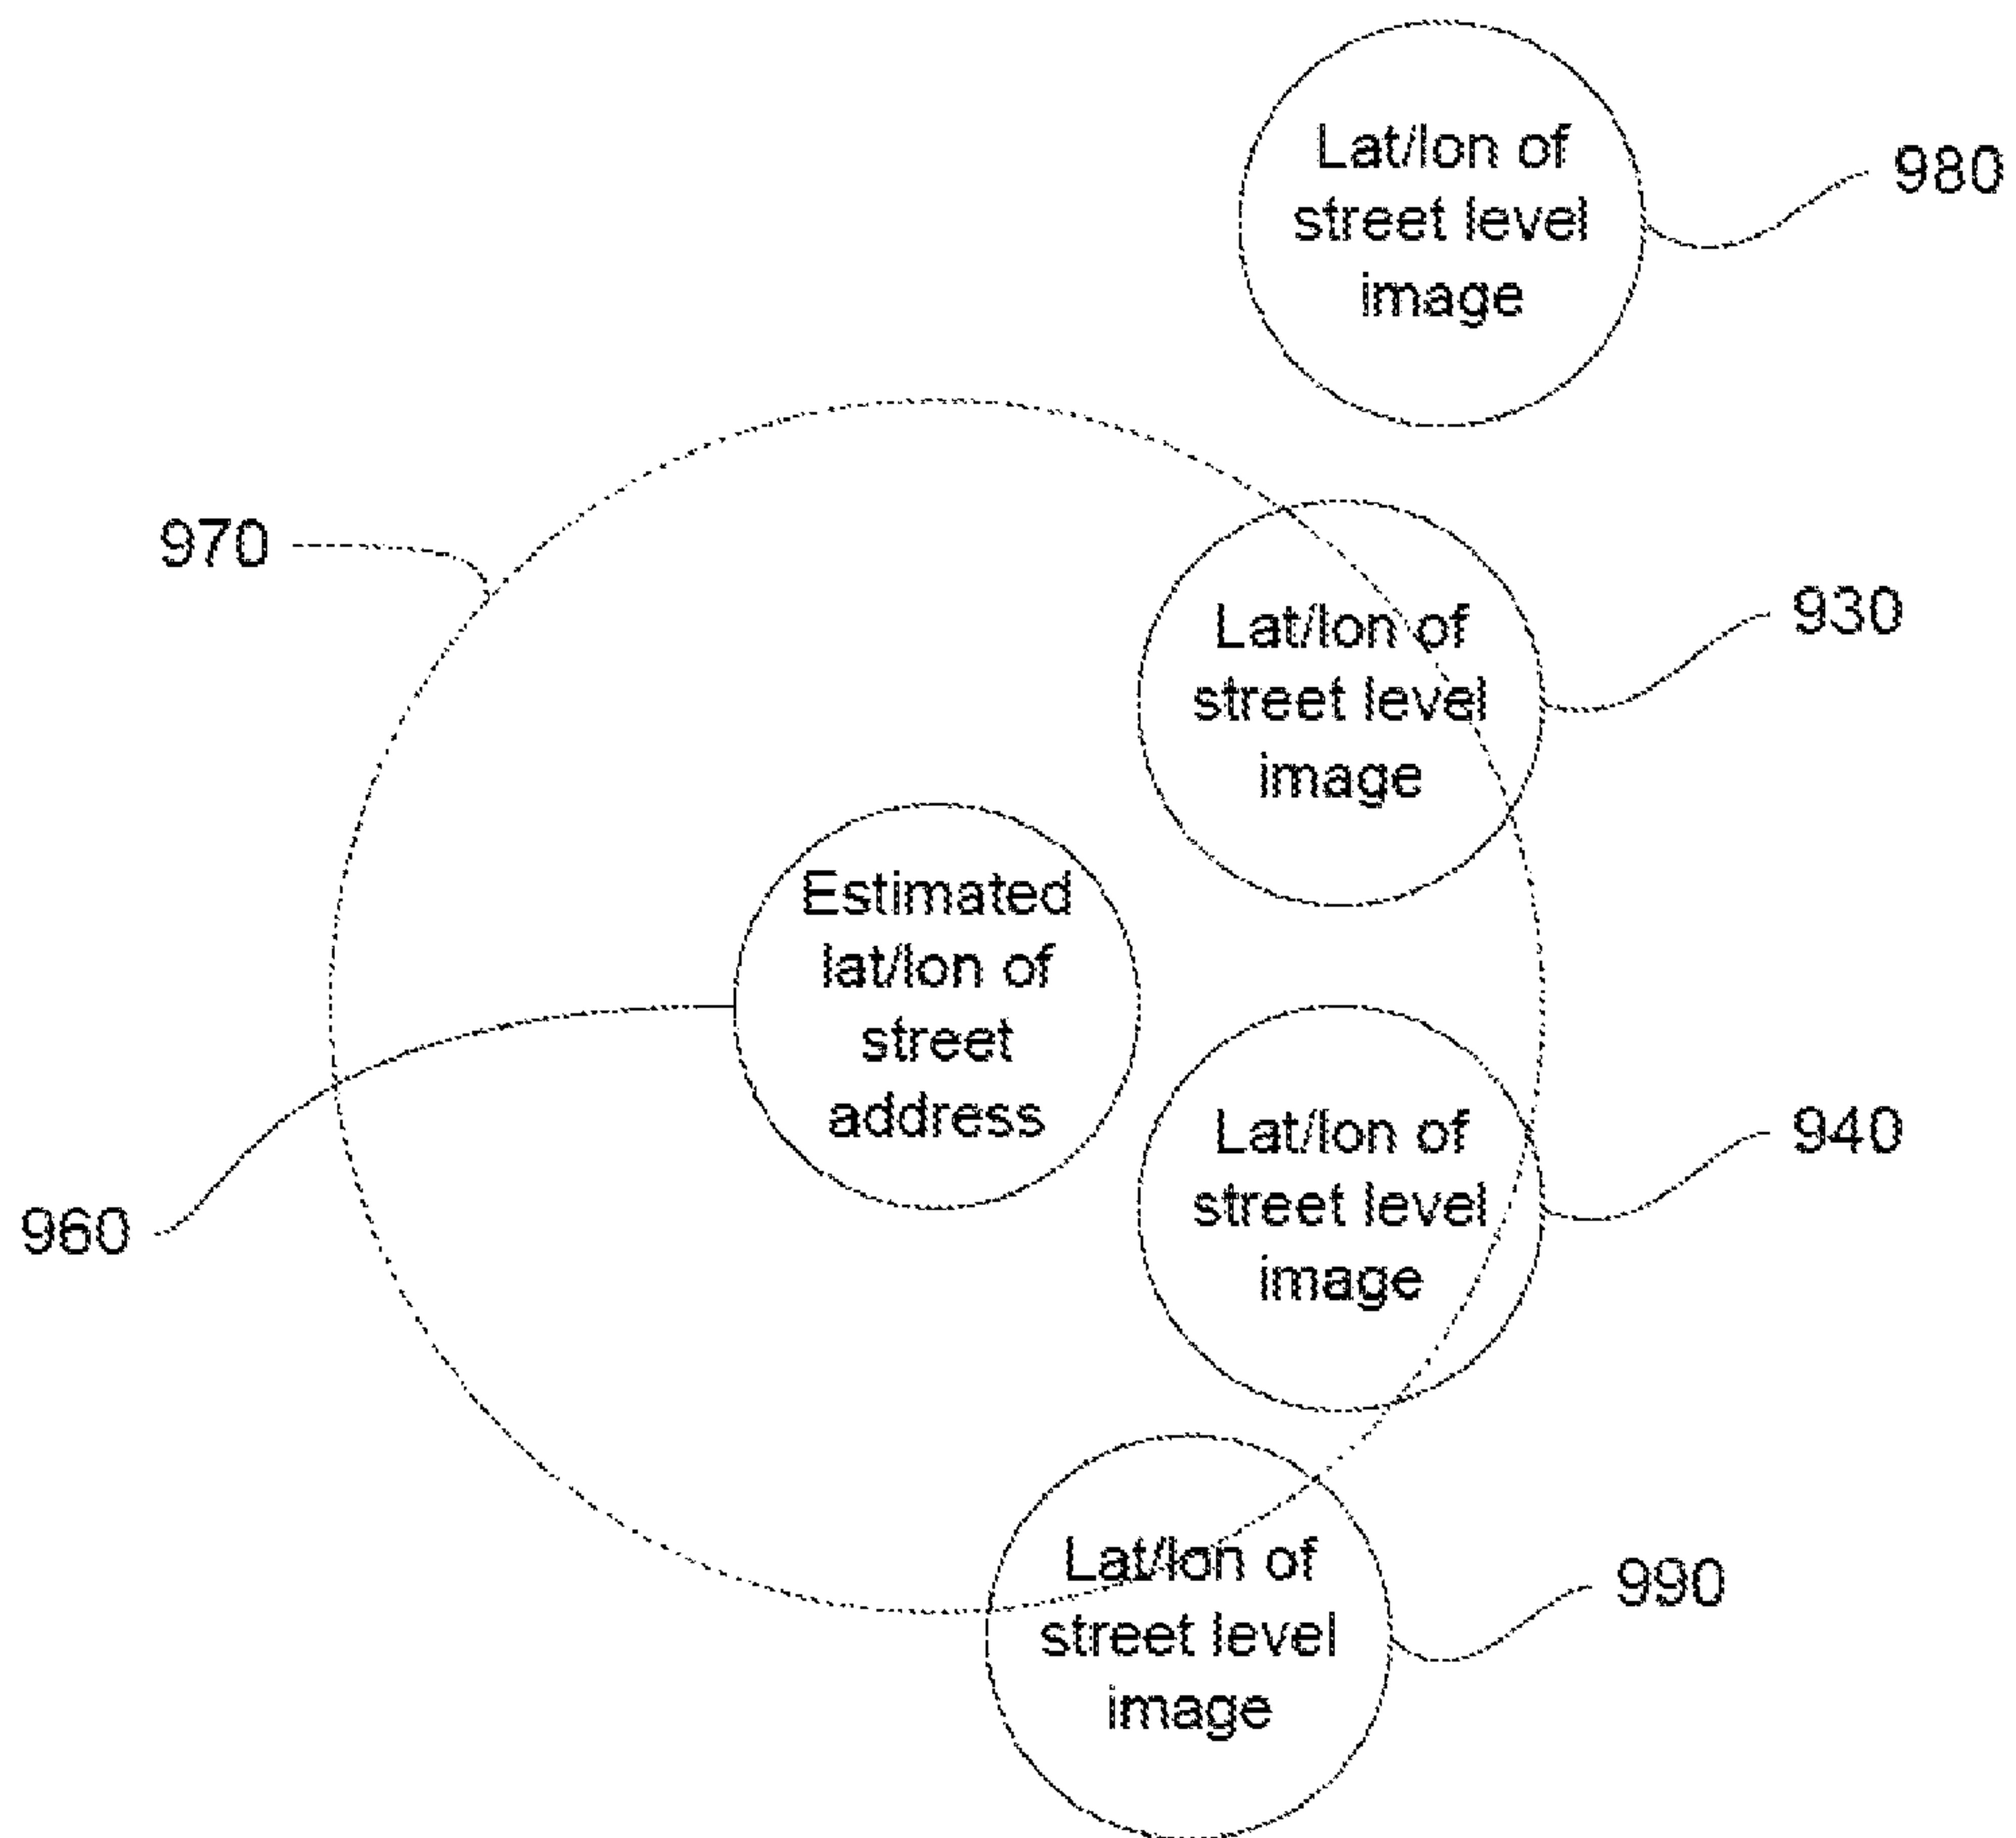 Lat/lon of
street level
image
980
970
Lat/lon of
street level
image
930
Estimated
lat/lon of
street
address
960
Lat/lon of
street level
image
940
Lat/lon of
street level
image
990